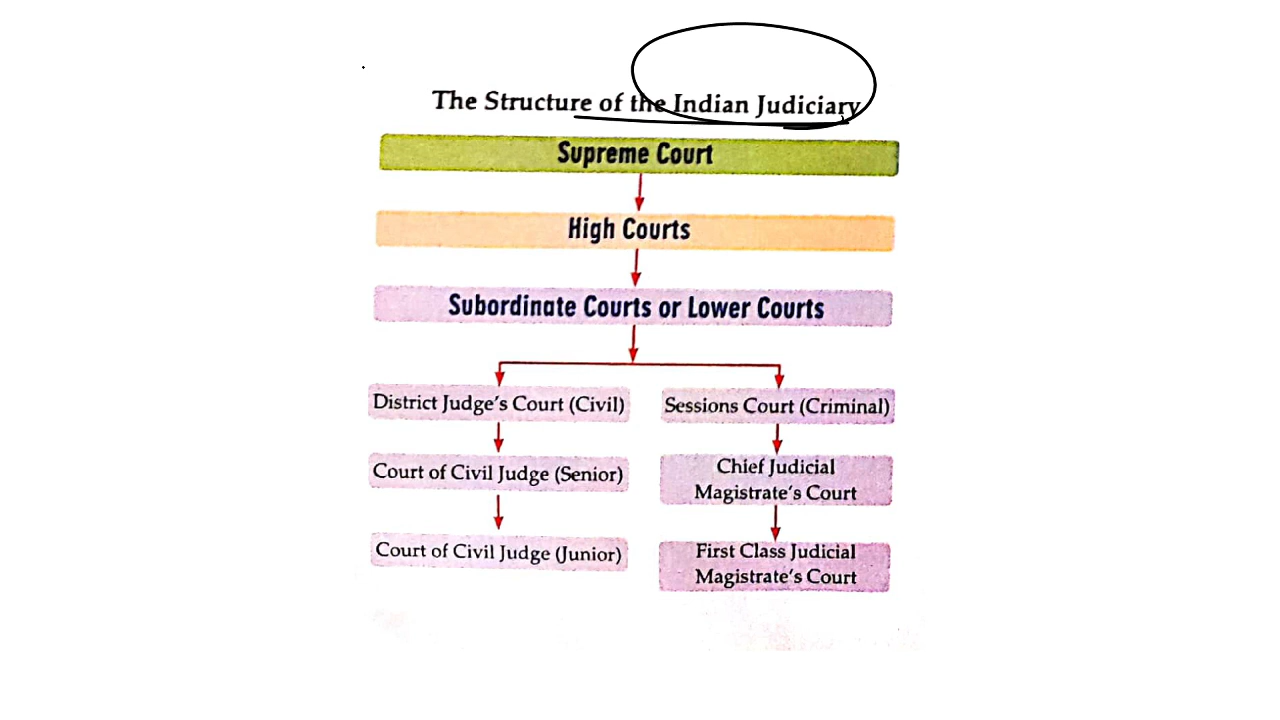 The Structure of the Indian Judiciary
Supreme Court
High Courts
Subordinate Courts or Lower Courts
District Judge's Court (Civil)
Sessions Court (Criminal)
Court of Civil Judge (Senior)
Chief Judicial
Magistrate's Court
Court of Civil Judge (Junior)
First Class Judicial
Magistrate's Court